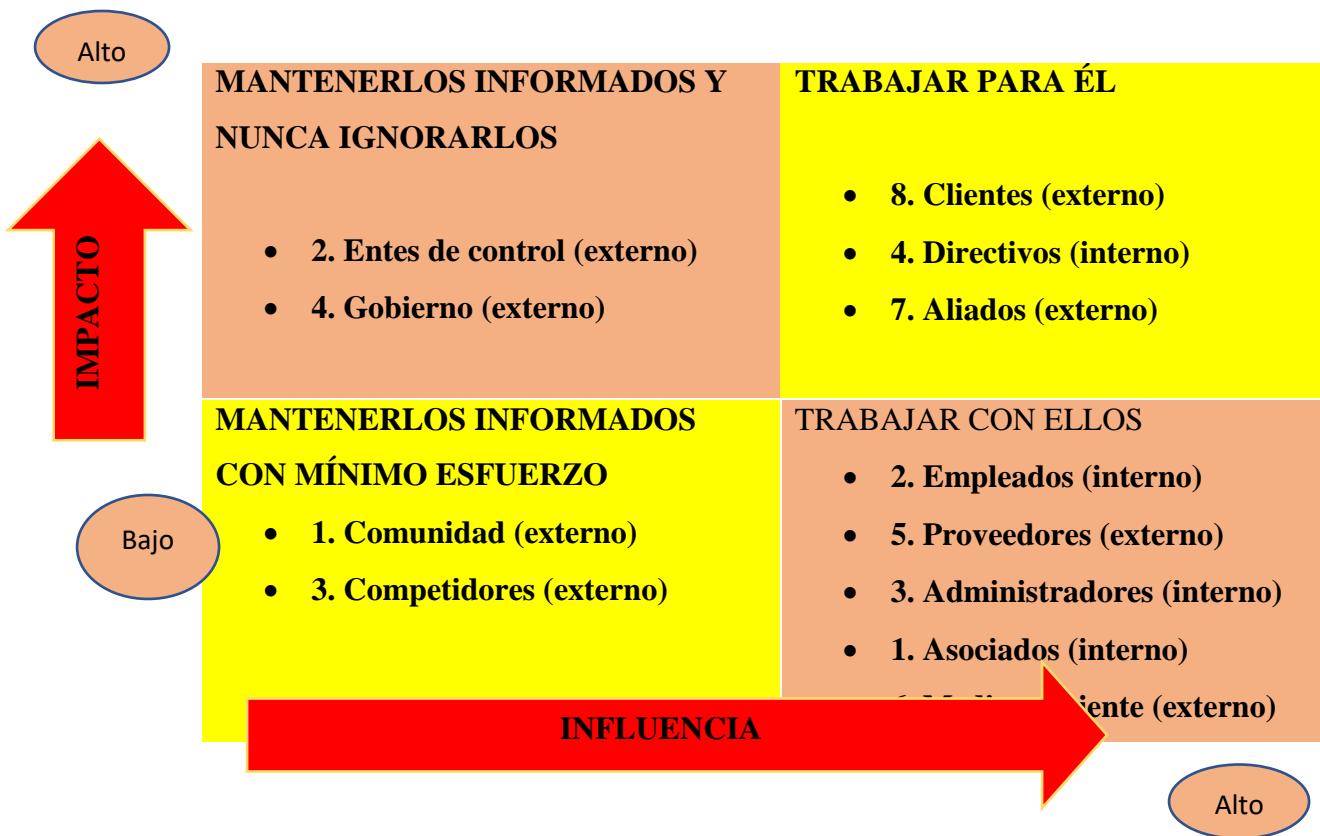 Alto
MANTENERLOS INFORMADOS Y
NUNCA IGNORARLOS
• 2. Entes de control (externo)
• 4. Gobierno (externo)
TRABAJAR PARA ÉL
• 8. Clientes (externo)
• 4. Directivos (interno)
• 7. Aliados (externo)
IMPACTO
MANTENERLOS INFORMADOS
CON MÍNIMO ESFUERZO
• 1. Comunidad (externo)
• 3. Competidores (externo)
TRABAJAR CON ELLOS
• 2. Empleados (interno)
• 5. Proveedores (externo)
• 3. Administradores (interno)
• 1. Asociados (interno)
(externo)
Bajo
INFLUENCIA
Alto